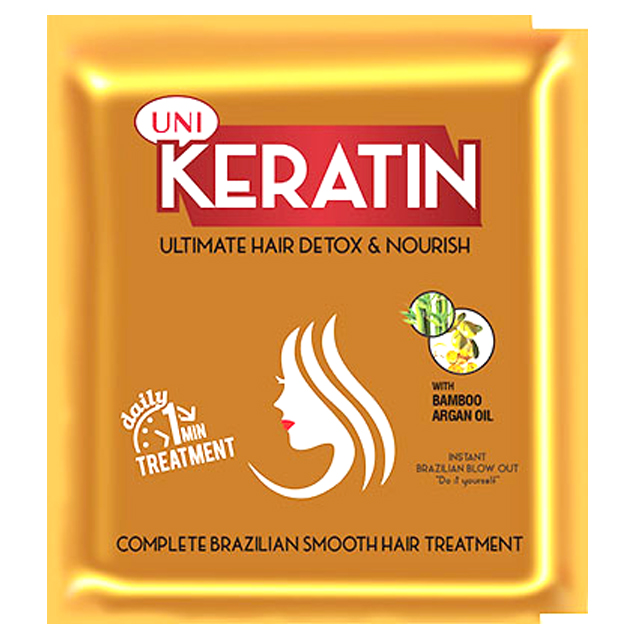 UNI
KERATIN
ULTIMATE HAIR DETOX & NOURISH
WITH
BAMBOO
ARGAN OIL
daily
1 MIN
TREATMENT
INSTANT
BRAZILIAN BLOW OUT
"Do it yourself"
COMPLETE BRAZILIAN SMOOTH HAIR TREATMENT